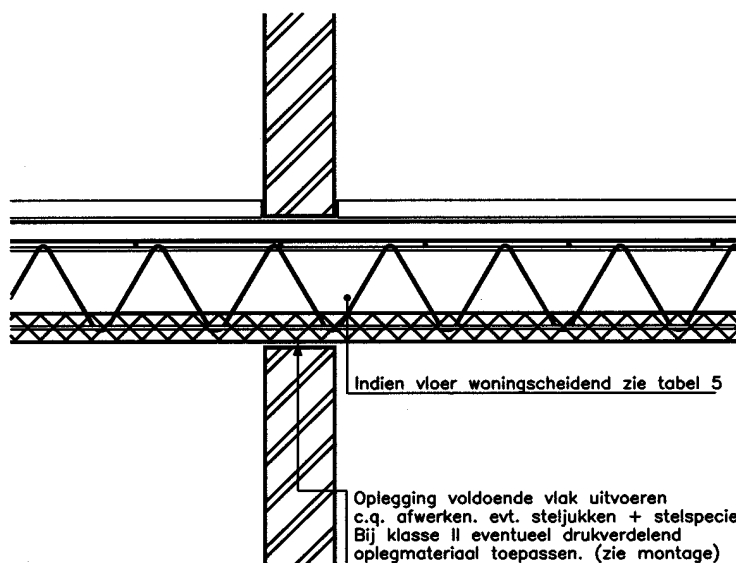 Indien vloer woningscheidend zie tabel 5
Oplegging voldoende vlak uitvoeren
c.q. afwerken. evt. steljukken + stelspecie
Bij klasse II eventueel drukverdelend
oplegmateriaal toepassen. (zie montage)